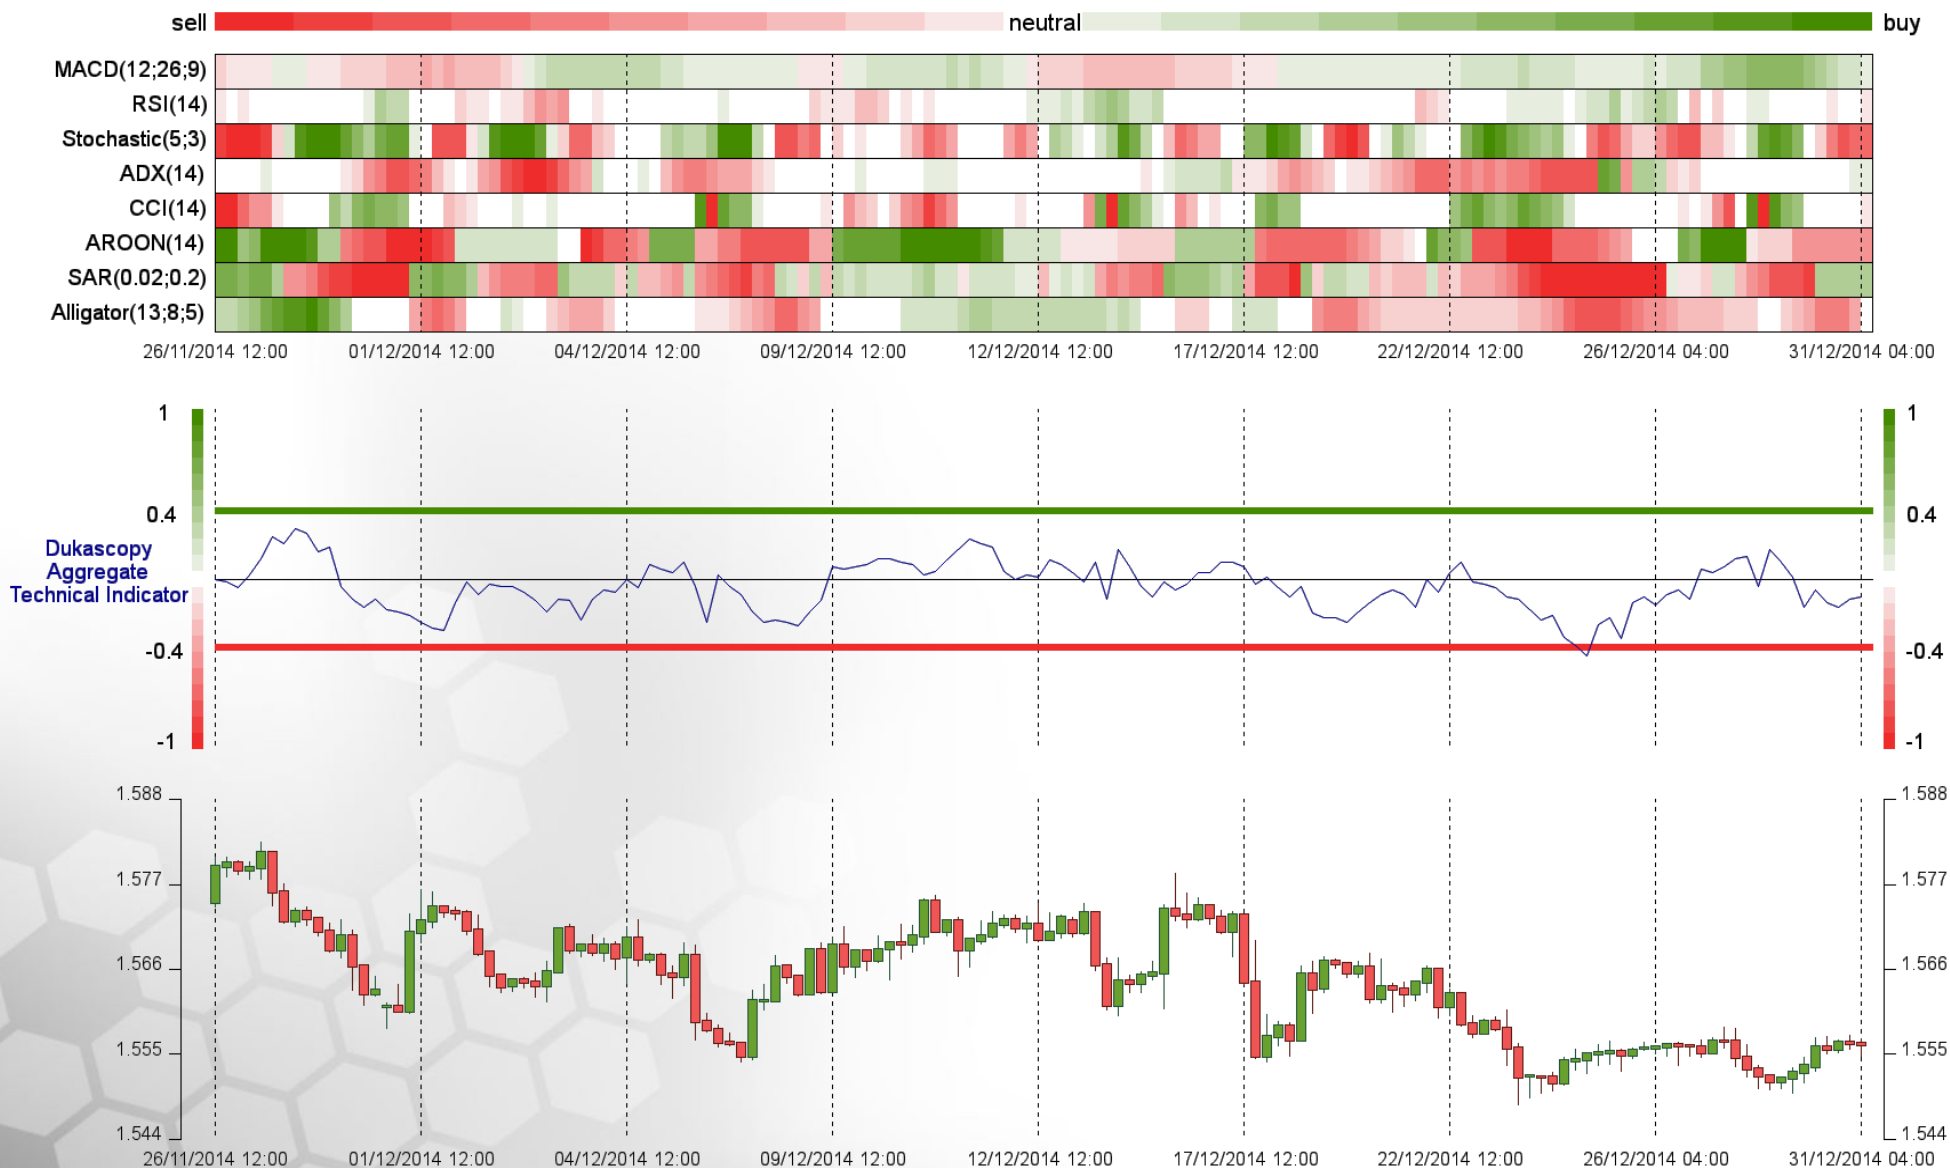 sell neutral buy
MACD(12;26;9)
RSI(14)
Stochastic(5;3)
ADX(14)
CCI(14)
AROON(14)
SAR(0.02;0.2)
Alligator(13;8;5)
26/11/2014 12:00 01/12/2014 12:00 04/12/2014 12:00 09/12/2014 12:00 12/12/2014 12:00 17/12/2014 12:00 22/12/2014 12:00 26/12/2014 04:00 31/12/2014 04:00
1 1
0.4 0.4
Dukascopy
Aggregate
Technical Indicator
-0.4 -0.4
-1 -1
1.588 1.588
1.577 1.577
1.566 1.566
1.555 1.555
1.544 1.544
26/11/2014 12:00 01/12/2014 12:00 04/12/2014 12:00 09/12/2014 12:00 12/12/2014 12:00 17/12/2014 12:00 22/12/2014 12:00 26/12/2014 04:00 31/12/2014 04:00